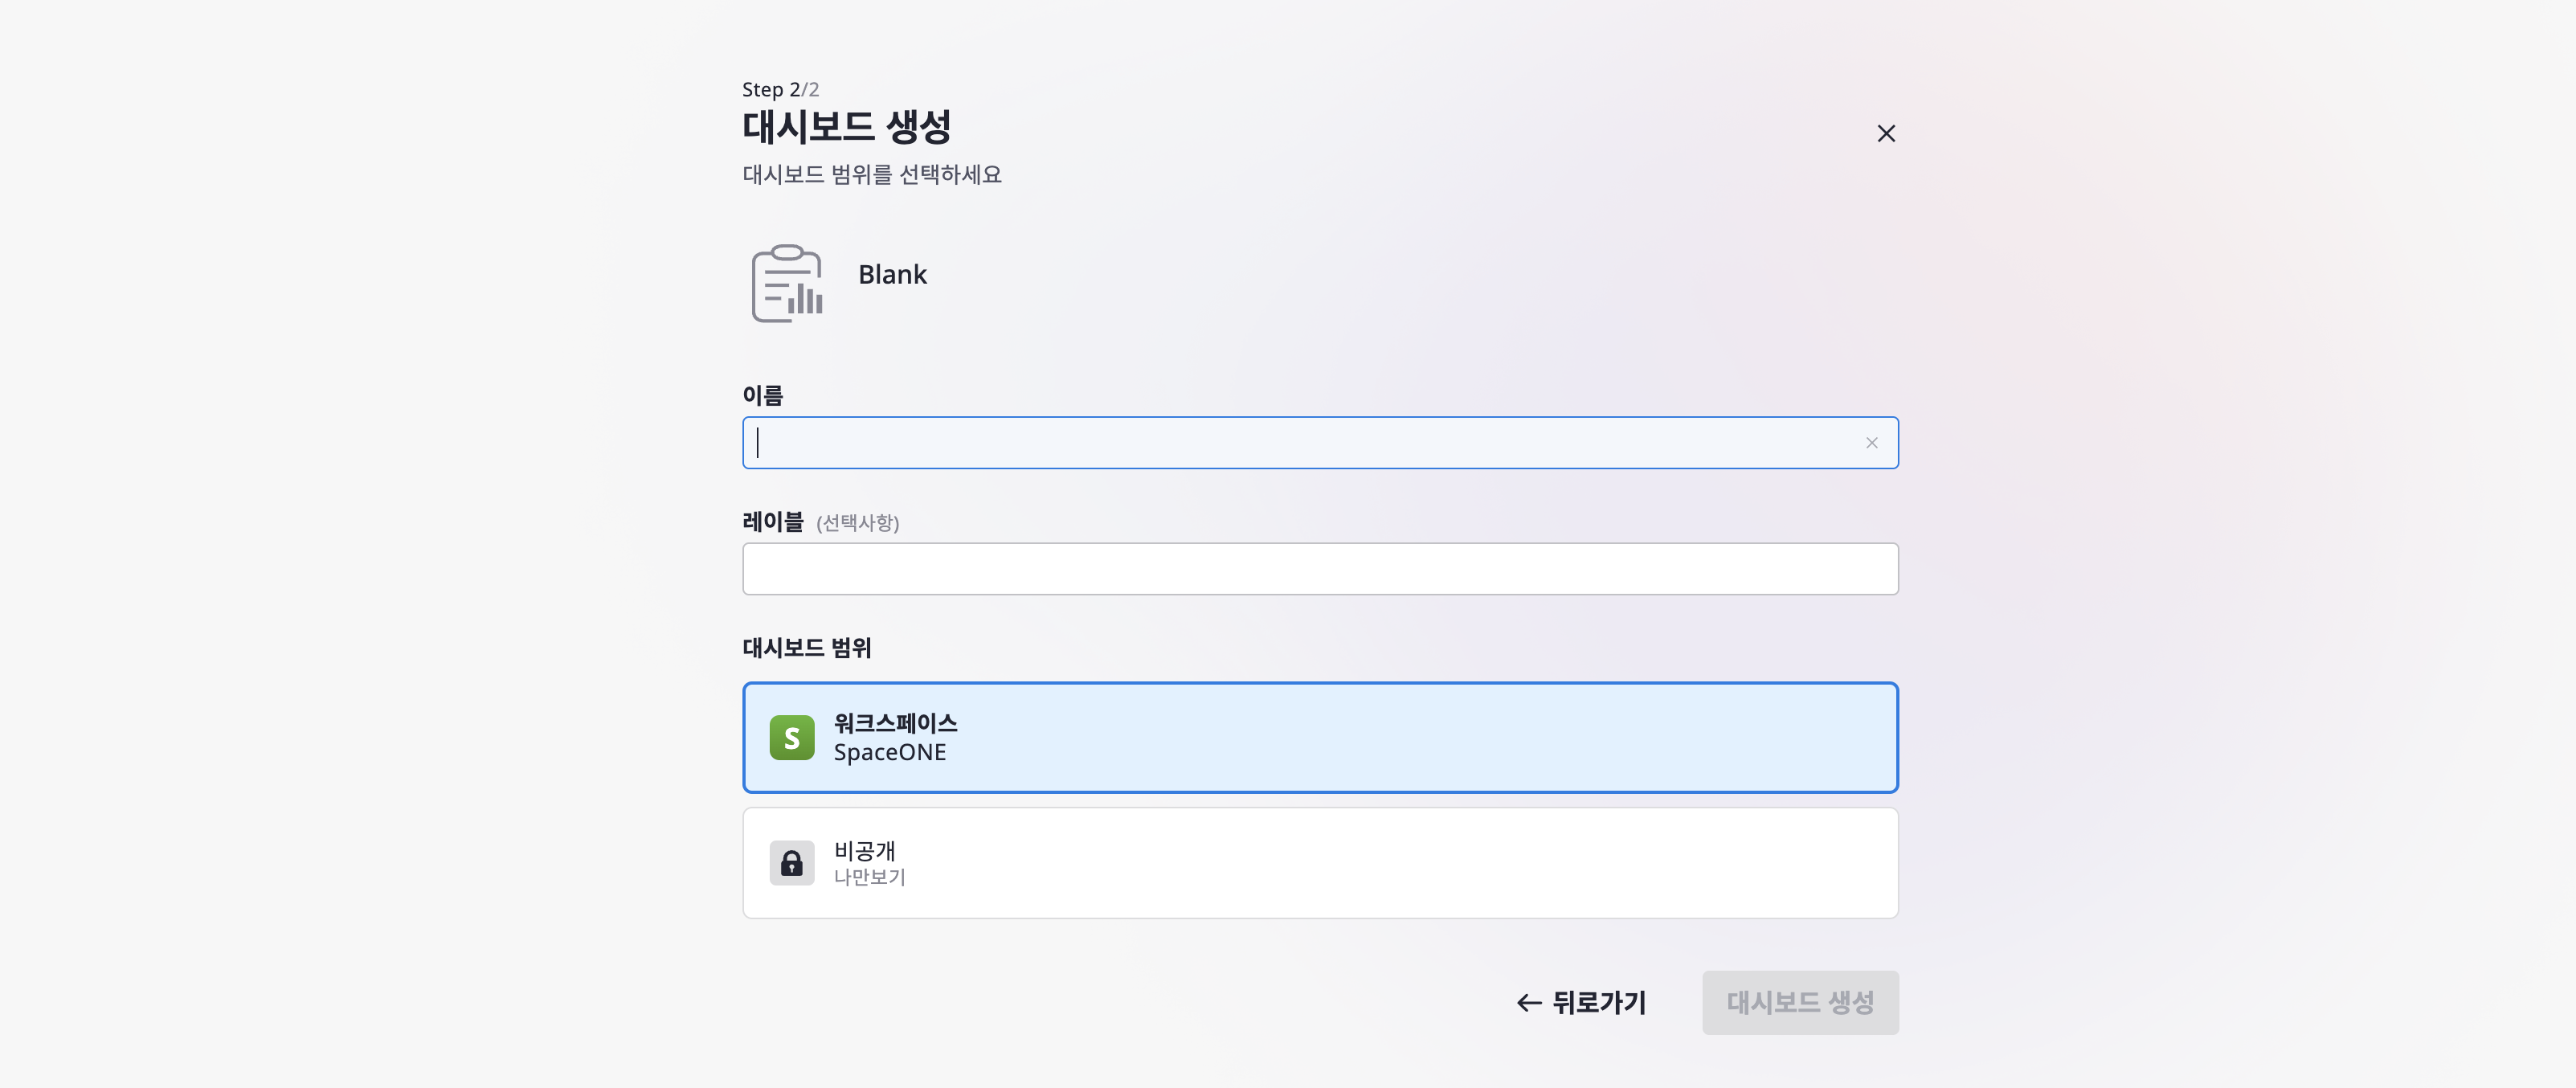 Step 2/2
대시보드 생성
대시보드 범위를 선택하세요
Blank
이름
레이블 (선택사항)
대시보드 범위
S
워크스페이스
SpaceONE
비공개
나만보기
뒤로가기
대시보드 생성